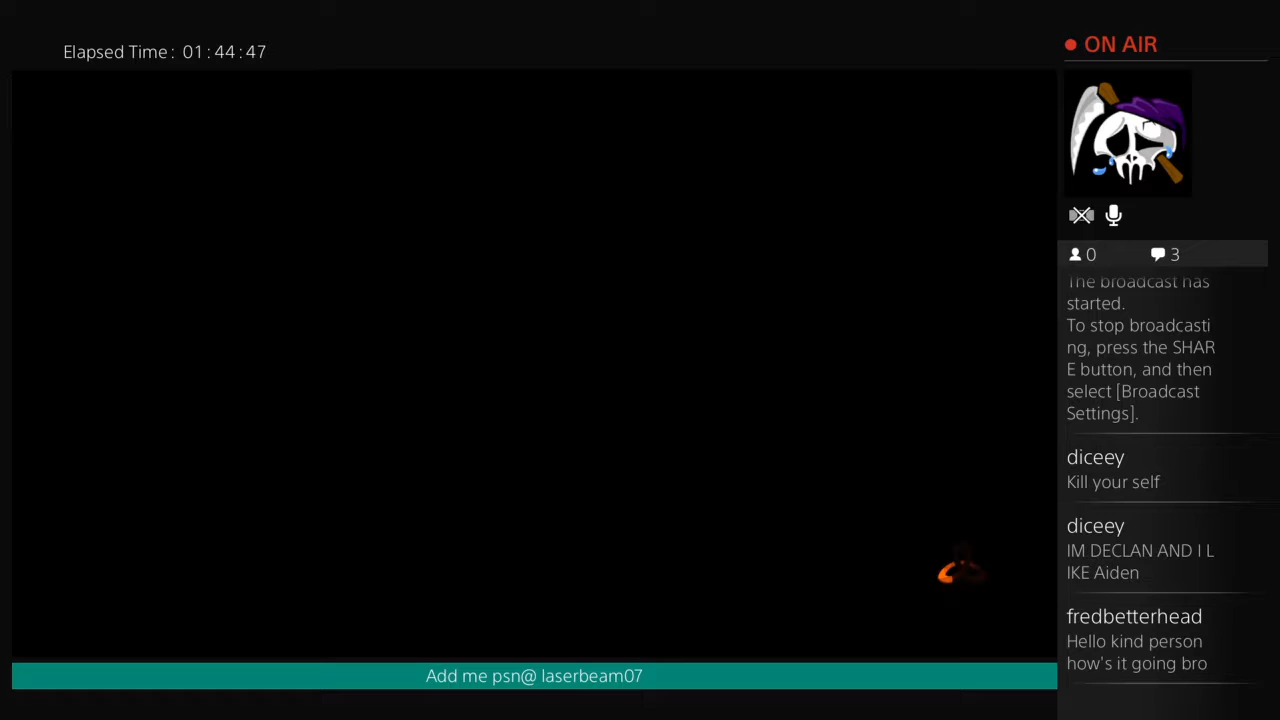 Elapsed Time: 01:44:47
ON AIR
0 3
The broadcast has
started.
To stop broadcasti
ng, press the SHAR
E button, and then
select [Broadcast
Settings].
diceey
Kill your self
diceey
IM DECLAN AND I L
IKE Aiden
fredbetterhead
Hello kind person
how's it going bro
Add me psn@ laserbeam07